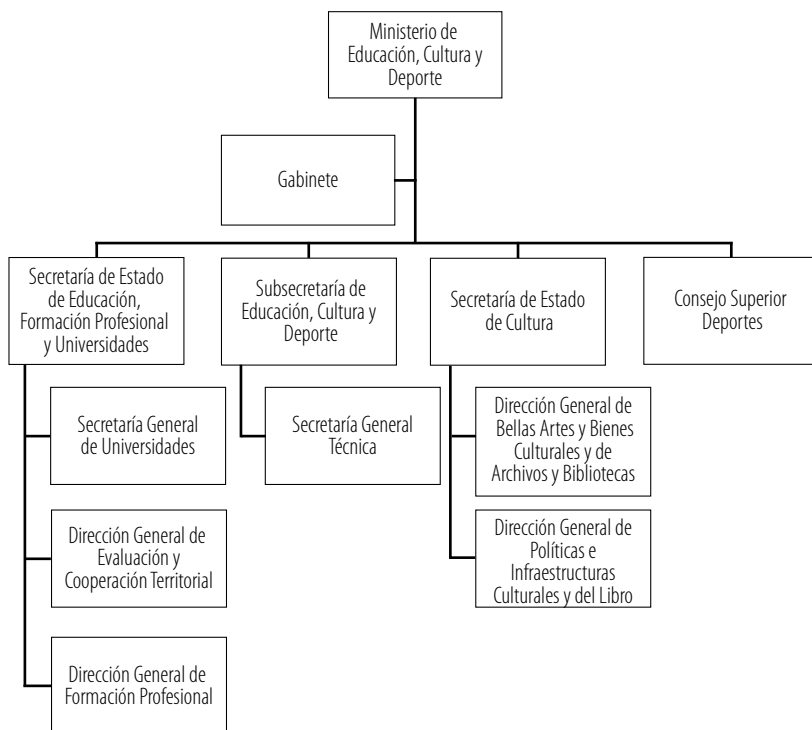 Ministerio de
Educación, Cultura y
Deporte
Gabinete
Secretaría de Estado
de Educación,
Formación Profesional
y Universidades
Subsecretaría de
Educación, Cultura y
Deporte
Secretaría de Estado
de Cultura
Consejo Superior
Deportes
Secretaría General
de Universidades
Secretaría General
Técnica
Dirección General de
Bellas Artes y Bienes
Culturales y de
Archivos y Bibliotecas
Dirección General de
Evaluación y
Cooperación Territorial
Dirección General de
Políticas e
Infraestructuras
Culturales y del Libro
Dirección General de
Formación Profesional